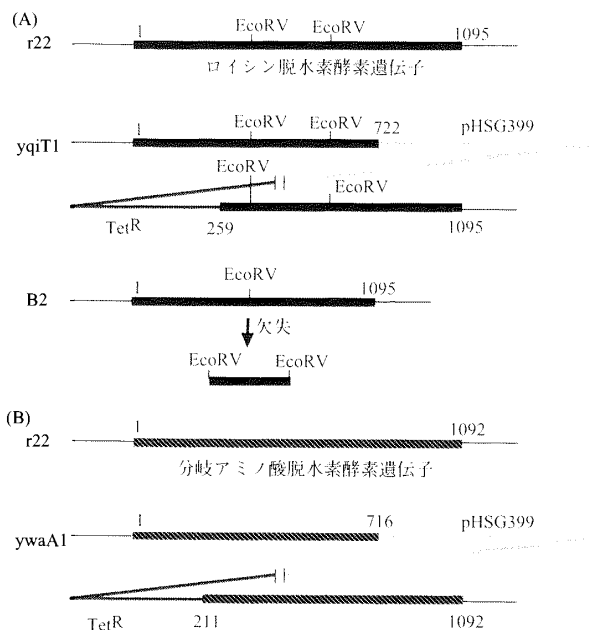 (A)
EcoRV EcoRV
1 1095
r22
ロイシン脱水素酵素遺伝子
1 EcoRV EcoRV 722 pHSG399
yqiT1
EcoRV
EcoRV
TetR 259 1095
EcoRV
1 1095
B2
欠失
EcoRV EcoRV
(B)
1 1092
r22
分岐アミノ酸脱水素酵素遺伝子
1 716 pHSG399
ywaA1
TetR 211 1092